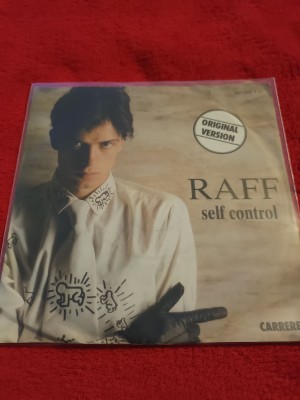 ORIGINAL
VERSION
RAFF
self control
CARRERE